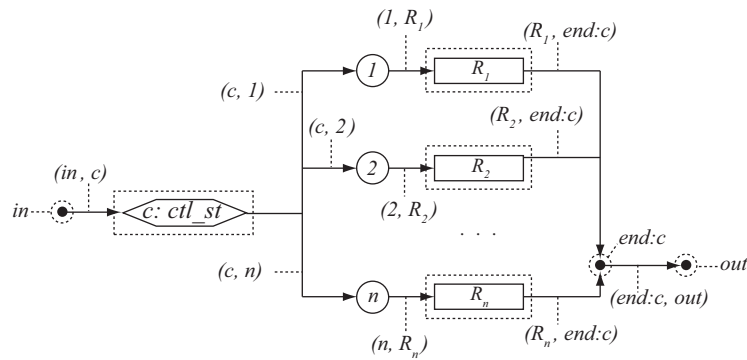 (1, R1)
(R1, end:c)
1
R1
(c, 1)
(c, 2)
(R2, end:c)
2
R2
(in, c)
in
c: ctl_st
(2, R2)
. . .
end:c
out
(c, n)
(end:c, out)
n
Rn
(n, Rn)
(Rn, end:c)